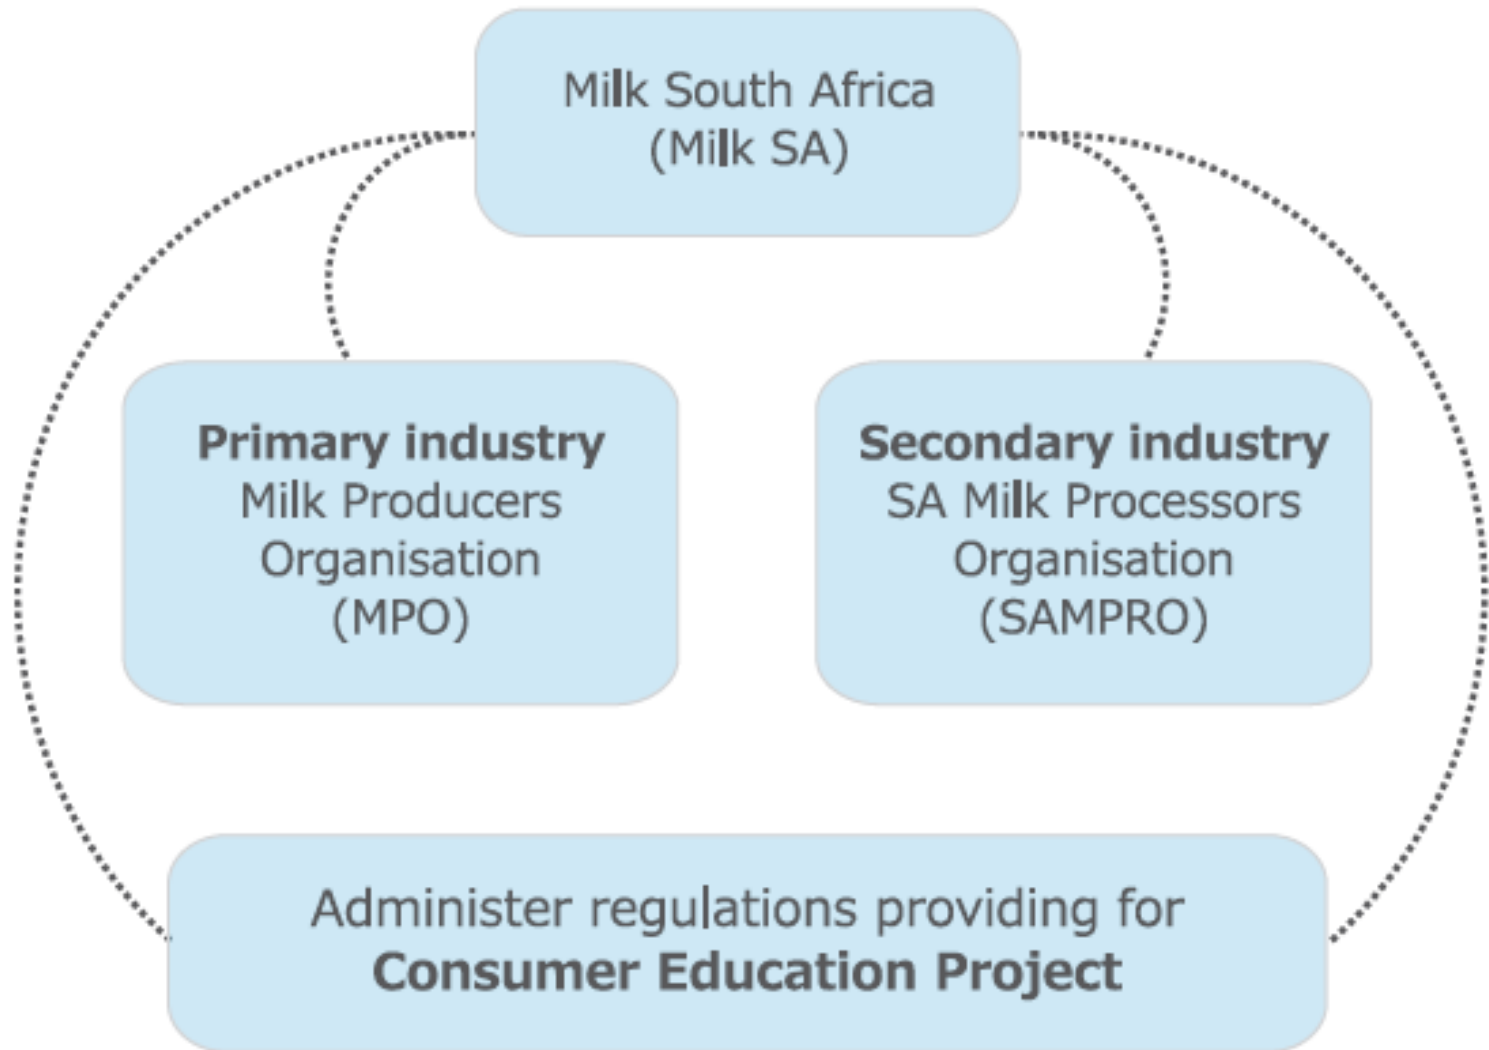 Milk South Africa
(Milk SA)
Primary industry
Milk Producers
Organisation
(MPO)
Secondary industry
SA Milk Processors
Organisation
(SAMPRO)
Administer regulations providing for
Consumer Education Project